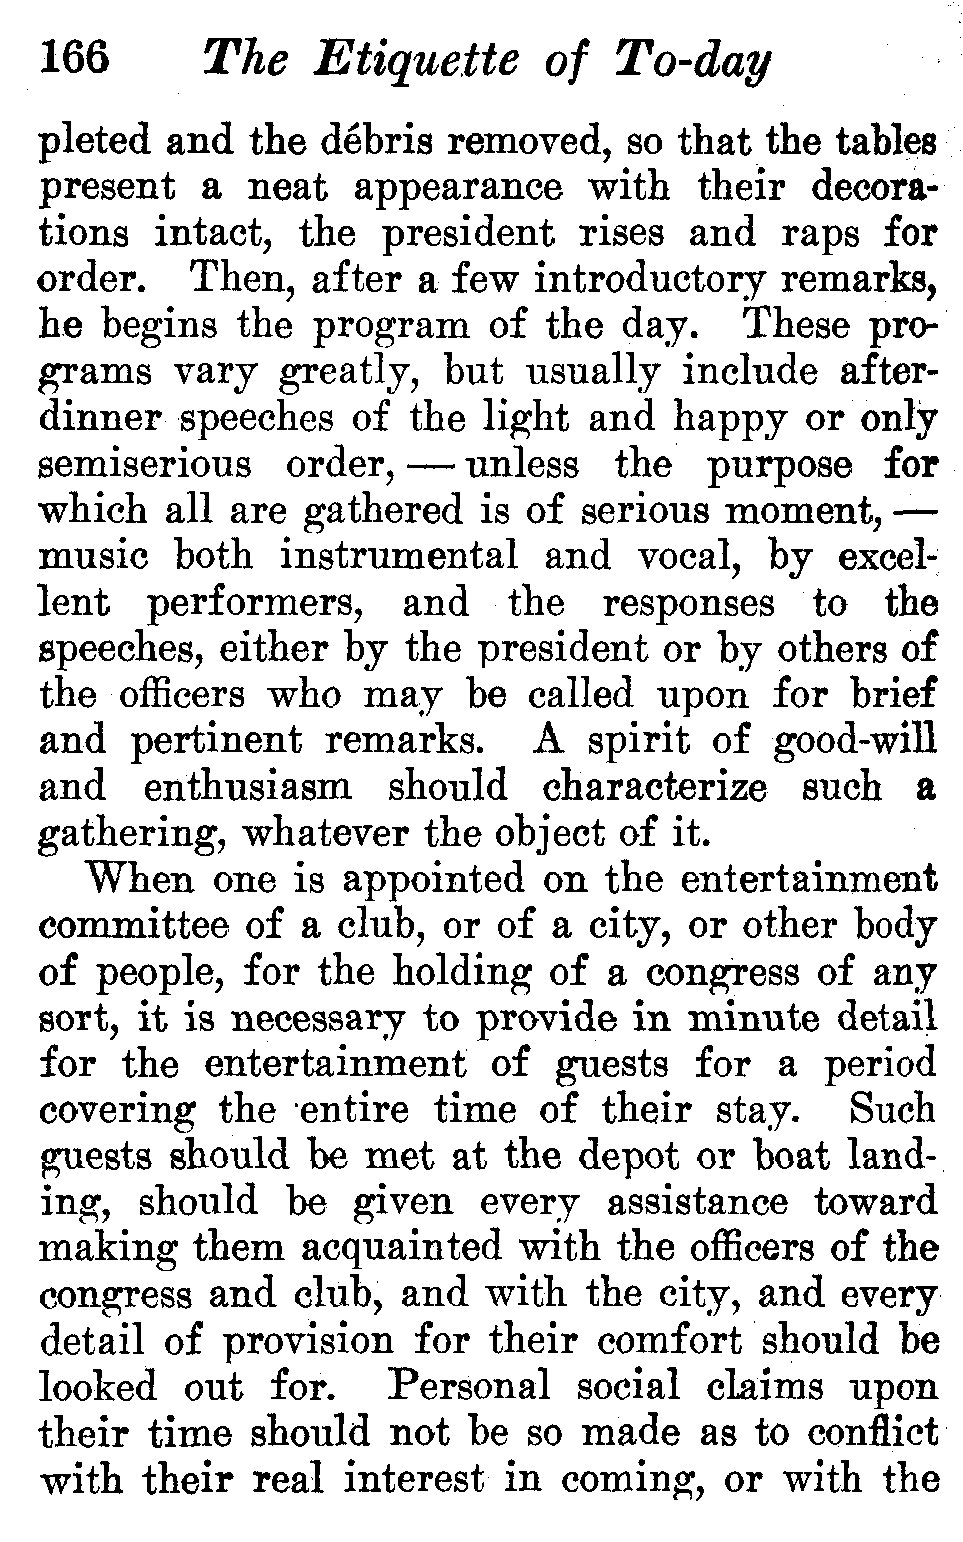 166 The Etiquette of To-day
pleted and the débris removed, so that the tables
present a neat appearance with their decora-
tions intact, the president rises and raps for
order. Then, after a few introductory remarks,
he begins the program of the day. These pro-
grams vary greatly, but usually include after-
dinner speeches of the light and happy or only
semiserious order, — unless the purpose for
which all are gathered is of serious moment, —
music both instrumental and vocal, by excel-
lent performers, and the responses to the
speeches, either by the president or by others of
the officers who may be called upon for brief
and pertinent remarks. A spirit of good-will
and enthusiasm should characterize such a
gathering, whatever the object of it.
When one is appointed on the entertainment
committee of a club, or of a city, or other body
of people, for the holding of a congress of any
sort, it is necessary to provide in minute detail
for the entertainment of guests for a period
covering the entire time of their stay. Such
guests should be met at the depot or boat land-
ing, should be given every assistance toward
making them acquainted with the officers of the
congress and club, and with the city, and every
detail of provision for their comfort should be
looked out for. Personal social claims upon
their time should not be so made as to conflict
with their real interest in coming, or with the